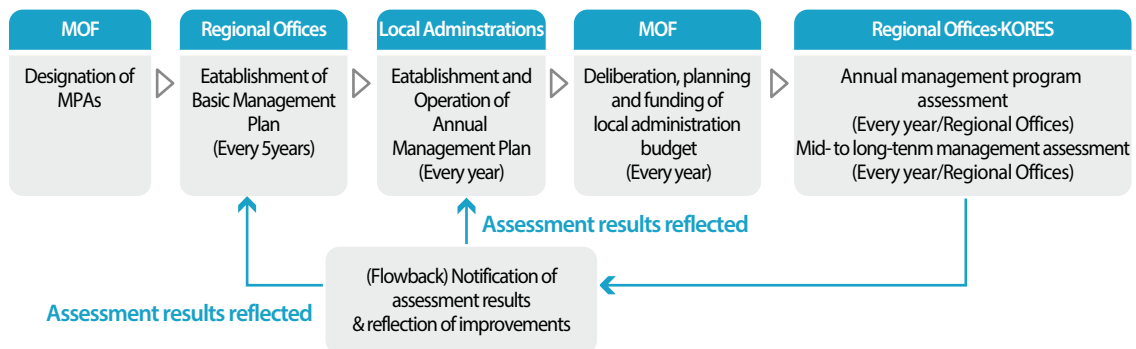 MOF
Designation of
MPAs
Regional Offices
Eatablishment of
Basic Management
Plan
(Every 5years)
Local Adminstrations
Eatablishment and
Operation of
Annual
Management Plan
(Every year)
MOF
Deliberation, planning
and funding of
local administration
budget
(Every year)
Regional Offices·KORES
Annual management program
assessment
(Every year/Regional Offices)
Mid- to long-tenm management assessment
(Every year/Regional Offices)
Assessment results reflected
(Flowback) Notification of
assessment results
& reflection of improvements
Assessment results reflected